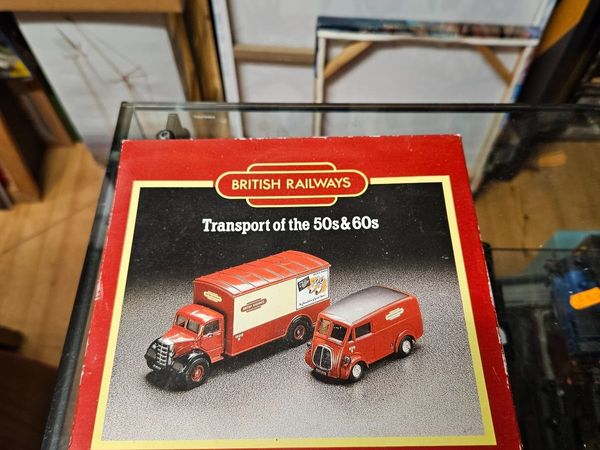 BRITISH RAILWAYS
Transport of the 50s & 60s